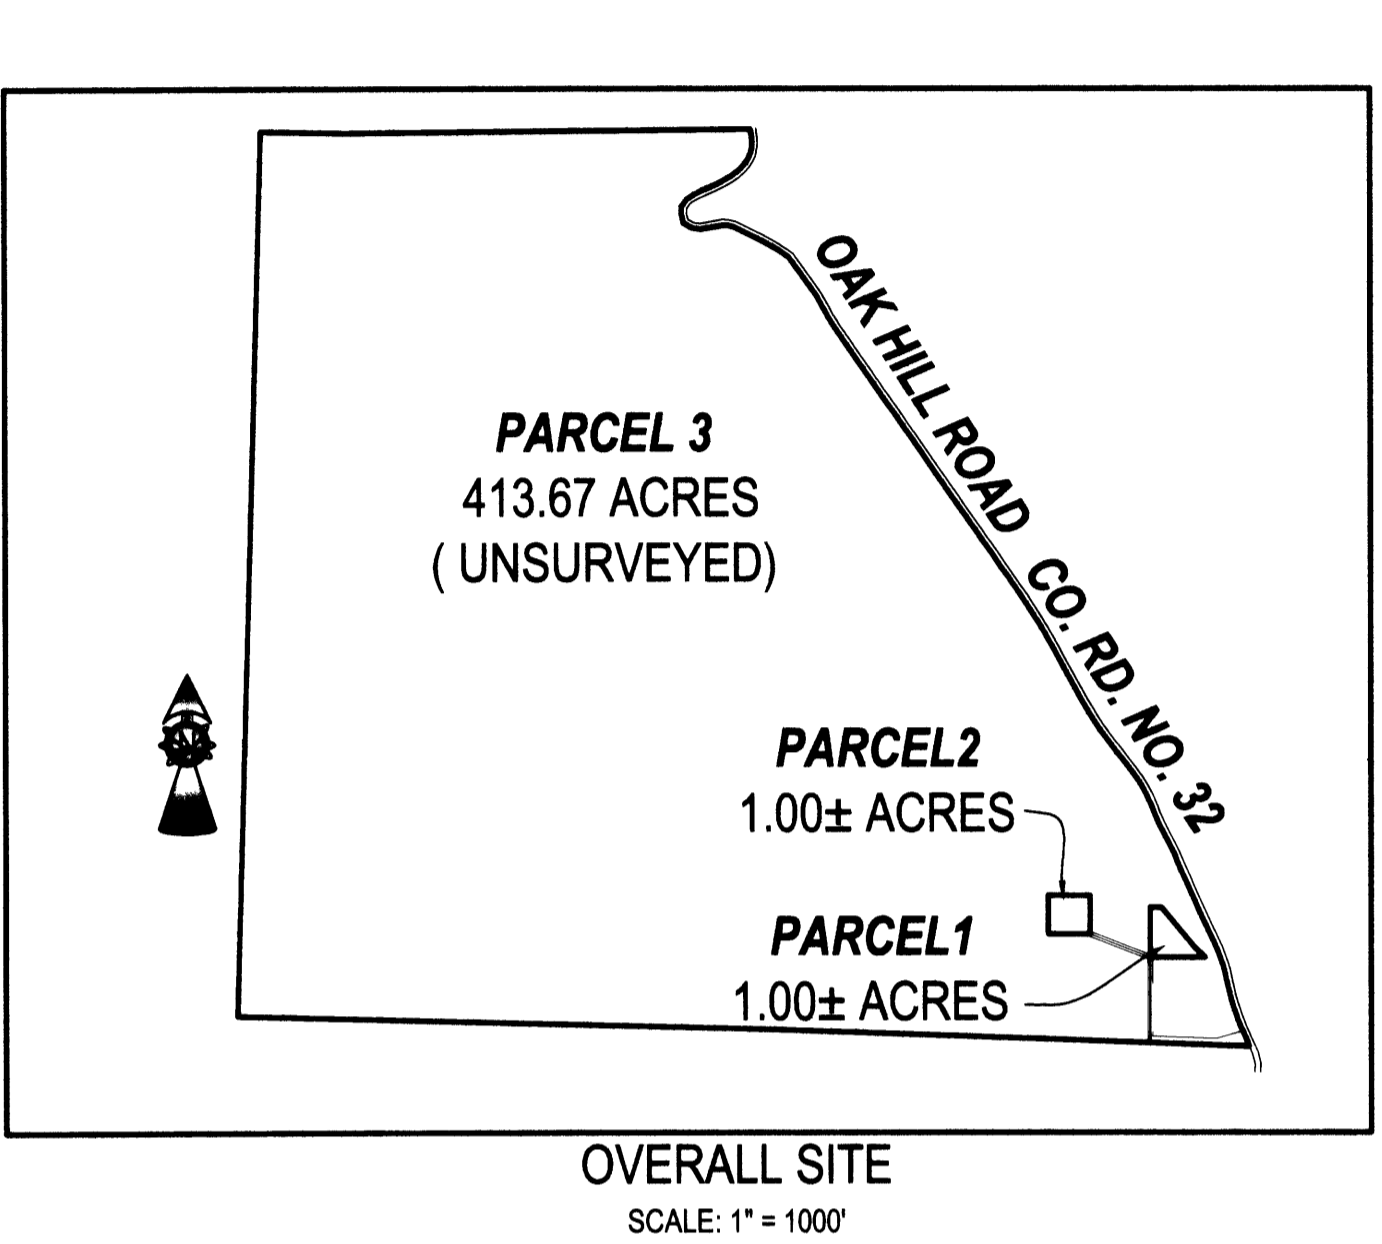 OAK HILL ROAD CO. RD. NO. 32
PARCEL 3
413.67 ACRES
( UNSURVEYED)
PARCEL2
1.00± ACRES
PARCEL1
1.00± ACRES
OVERALL SITE
SCALE: 1" = 1000'